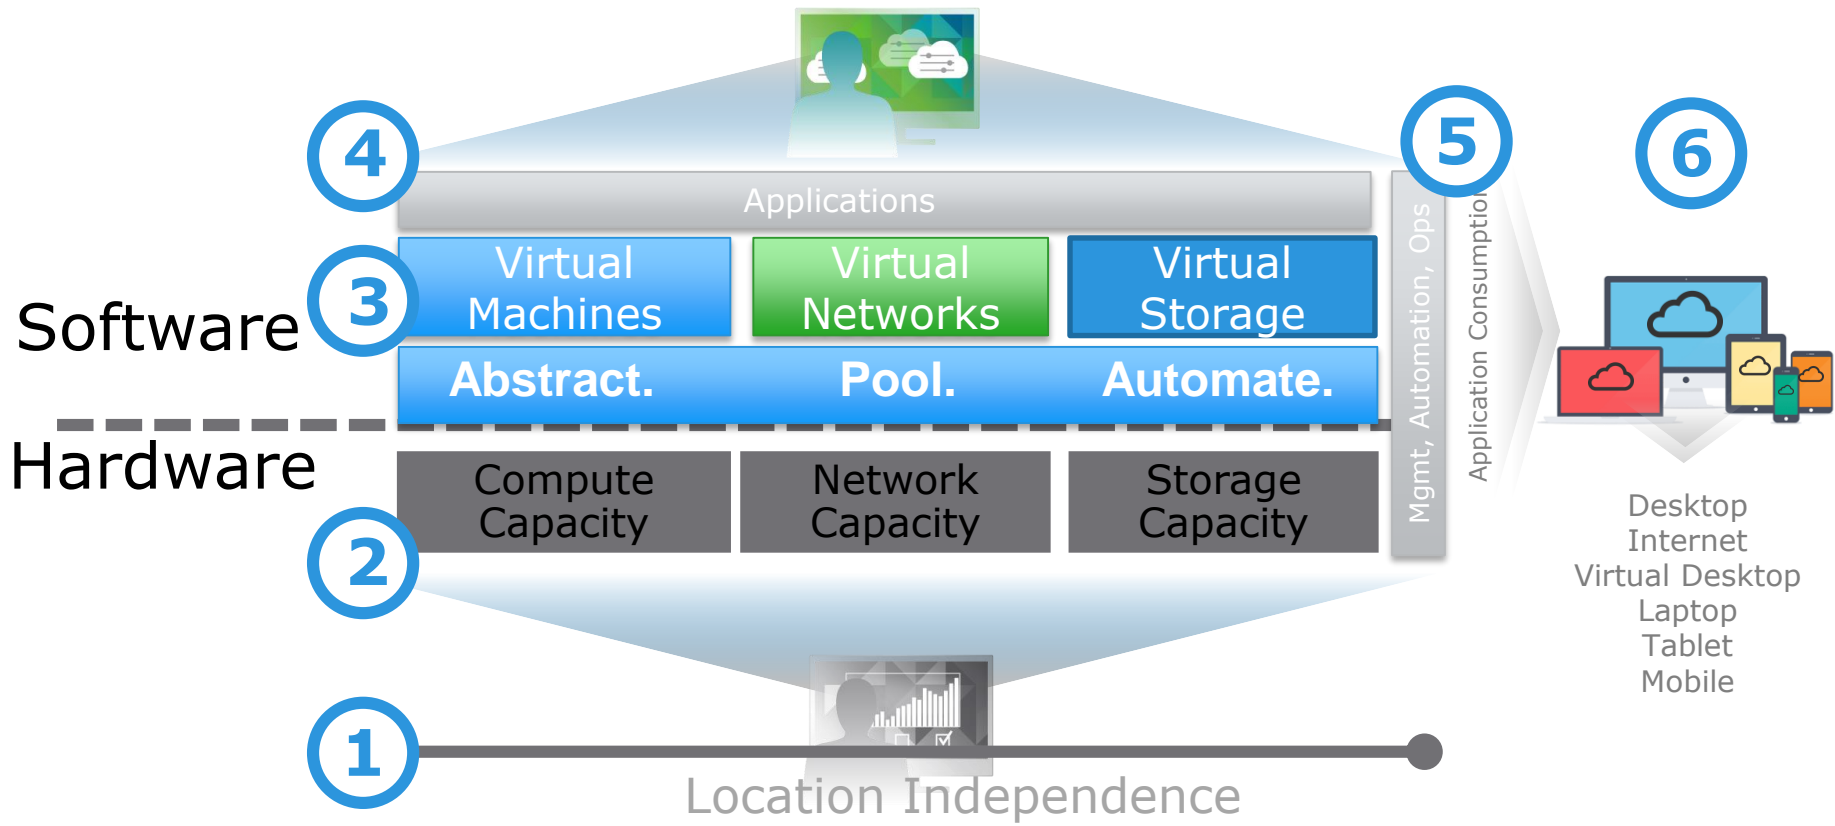 4
5
6
Applications
Virtual
Machines
Virtual
Networks
Virtual
Storage
3
Software
Abstract.
Pool.
Automate.
Hardware
Compute
Capacity
Network
Capacity
Storage
Capacity
2
Mgmt, Automation, Ops
Application Consumption
Desktop
Internet
Virtual Desktop
Laptop
Tablet
Mobile
1
Location Independence